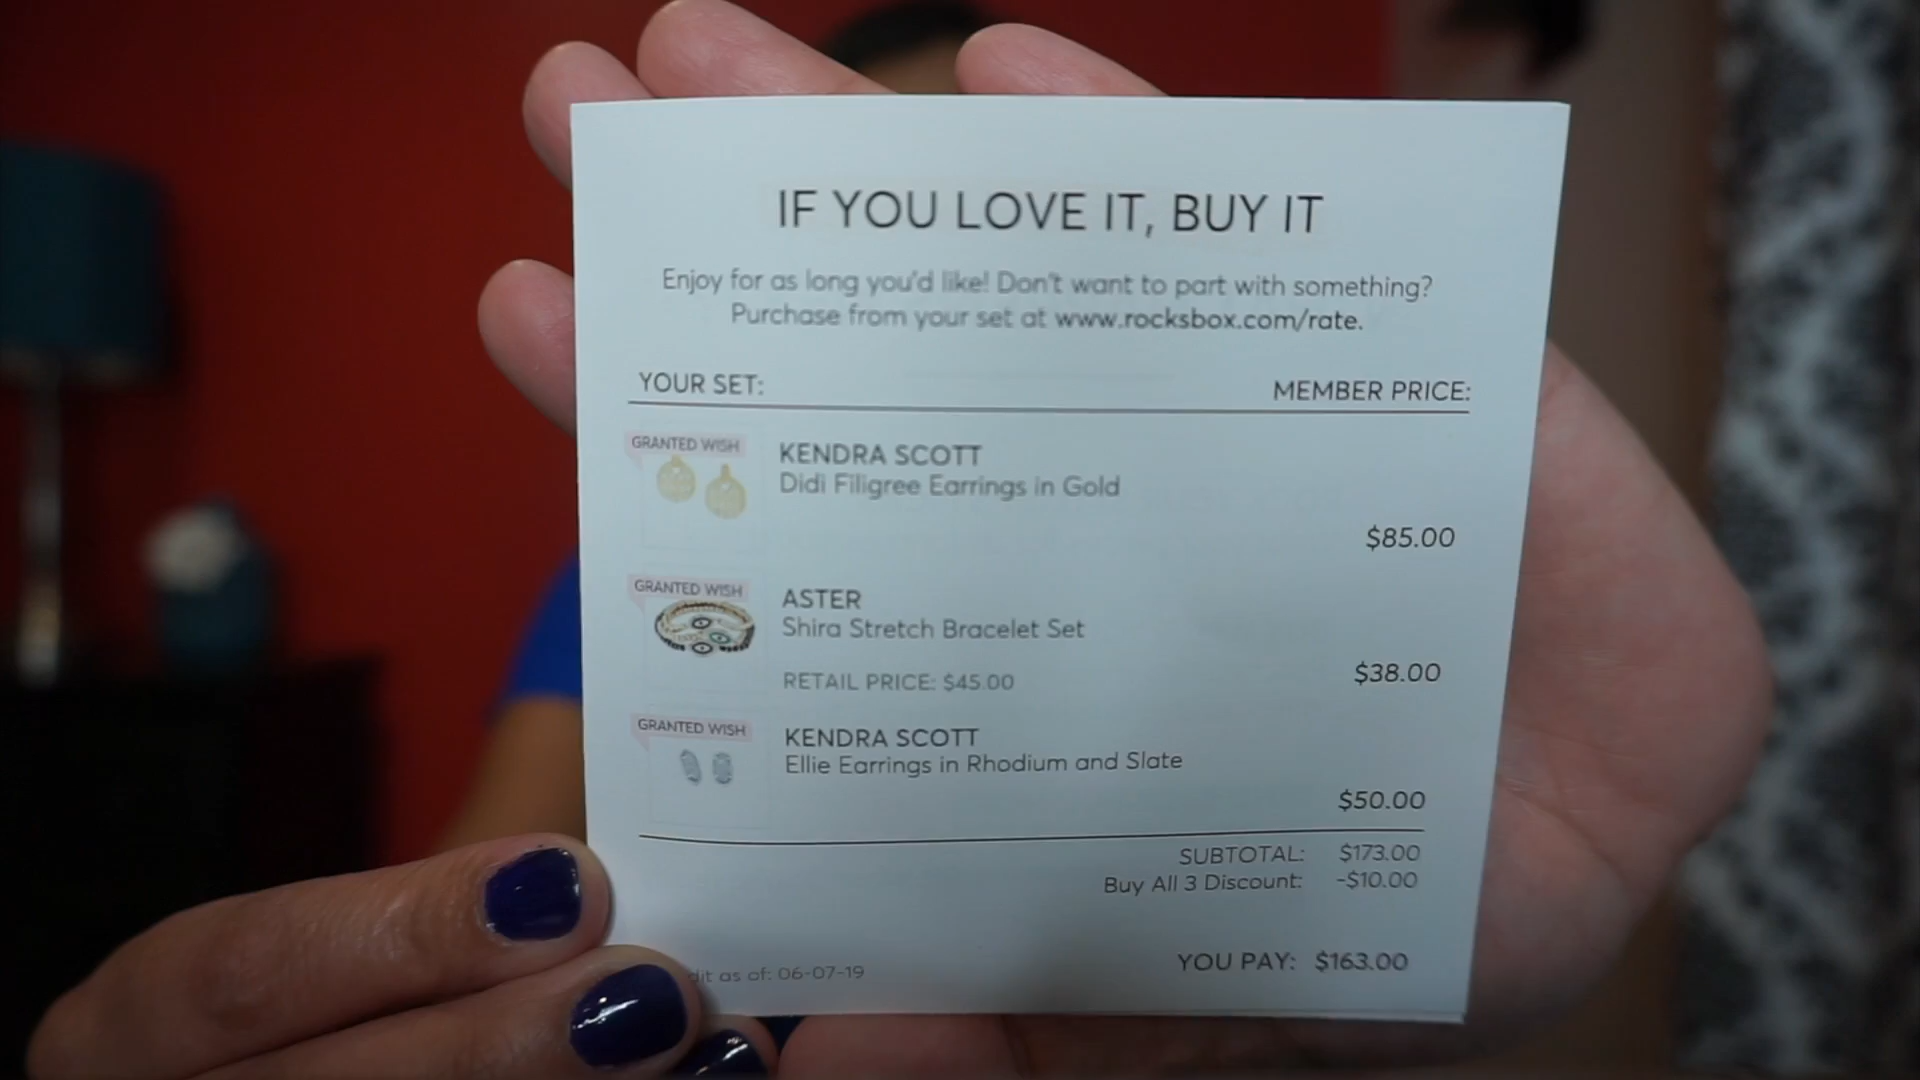 IF YOU LOVE IT, BUY IT
Enjoy for as long you'd like! Don't want to part with something?
Purchase from your set at www.rocksbox.com/rate.
YOUR SET: MEMBER PRICE:
GRANTED WISH
KENDRA SCOTT
Didi Filigree Earrings in Gold
$85.00
GRANTED WISH
ASTER
Shira Stretch Bracelet Set
RETAIL PRICE: $45.00 $38.00
GRANTED WISH
KENDRA SCOTT
Ellie Earrings in Rhodium and Slate
$50.00
SUBTOTAL: $173.00
Buy All 3 Discount: -$10.00
YOU PAY: $163.00
as of: 06-07-19